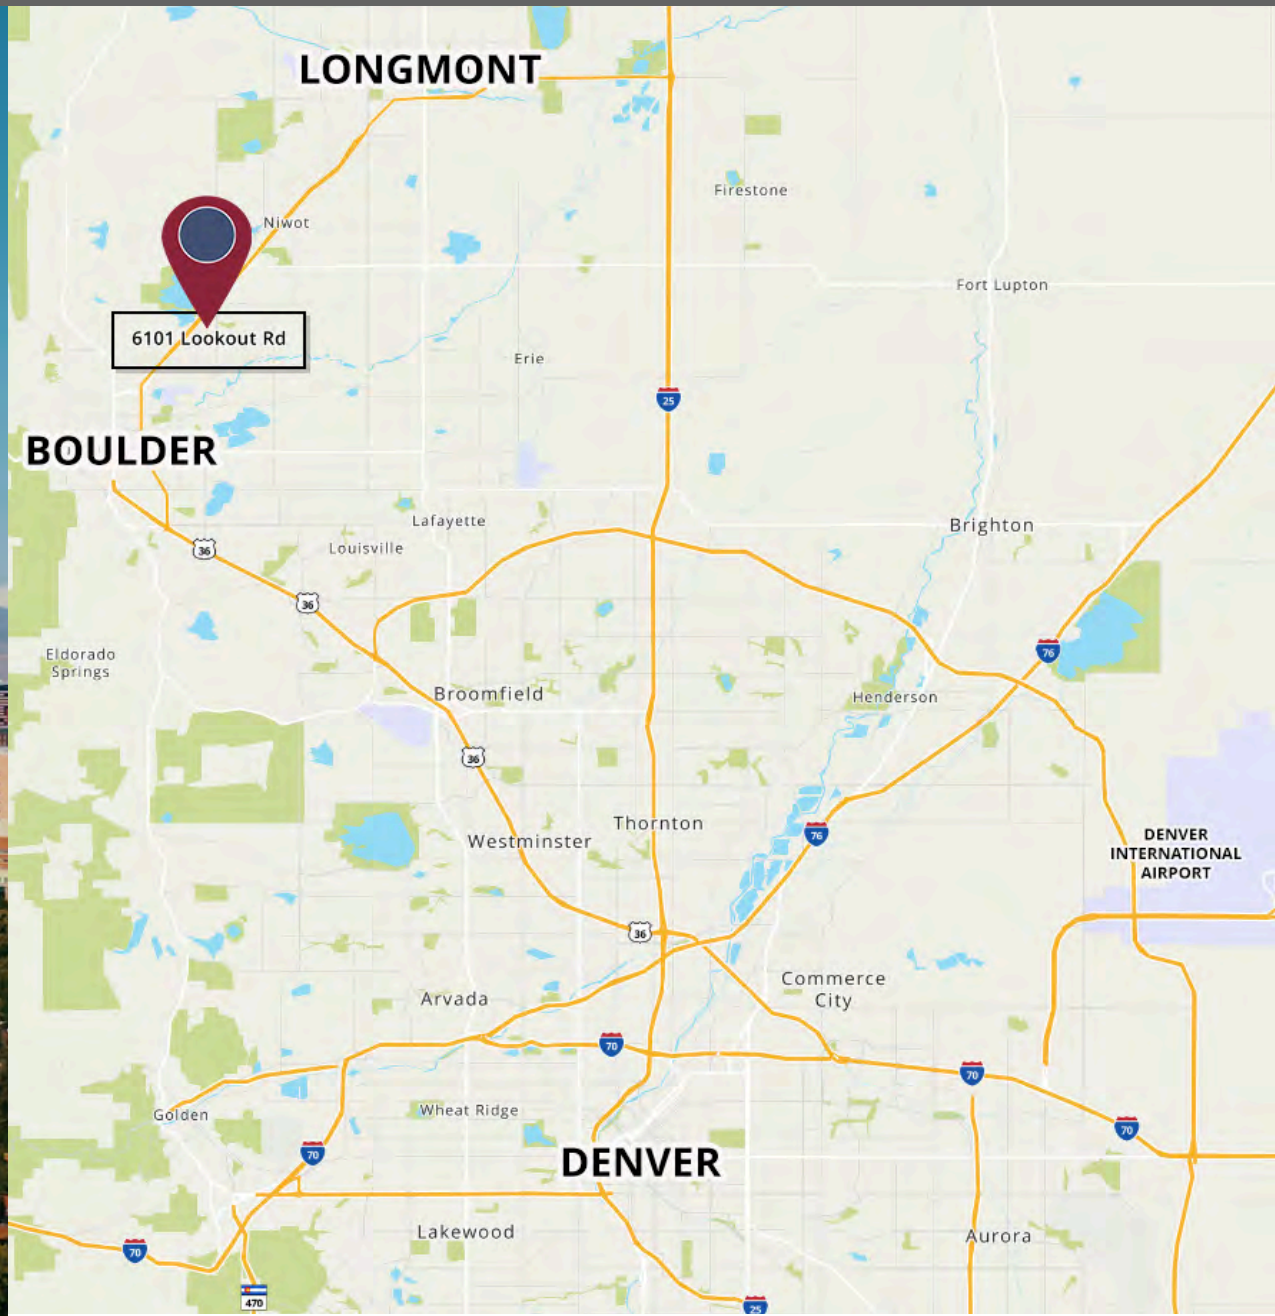 LONGMONT
Firestone
Niwot
Fort Lupton
6101 Lookout Rd
Erie
25
BOULDER
Lafayette
Brighton
36
Louisville
36
Eldorado
Springs
76
Broomfield
Henderson
36
Thornton
76
Westminster
DENVER
INTERNATIONAL
AIRPORT
36
Commerce
City
Arvada
70
70
Golden
Wheat Ridge
70
70
DENVER
Lakewood
Aurora
70
470
25